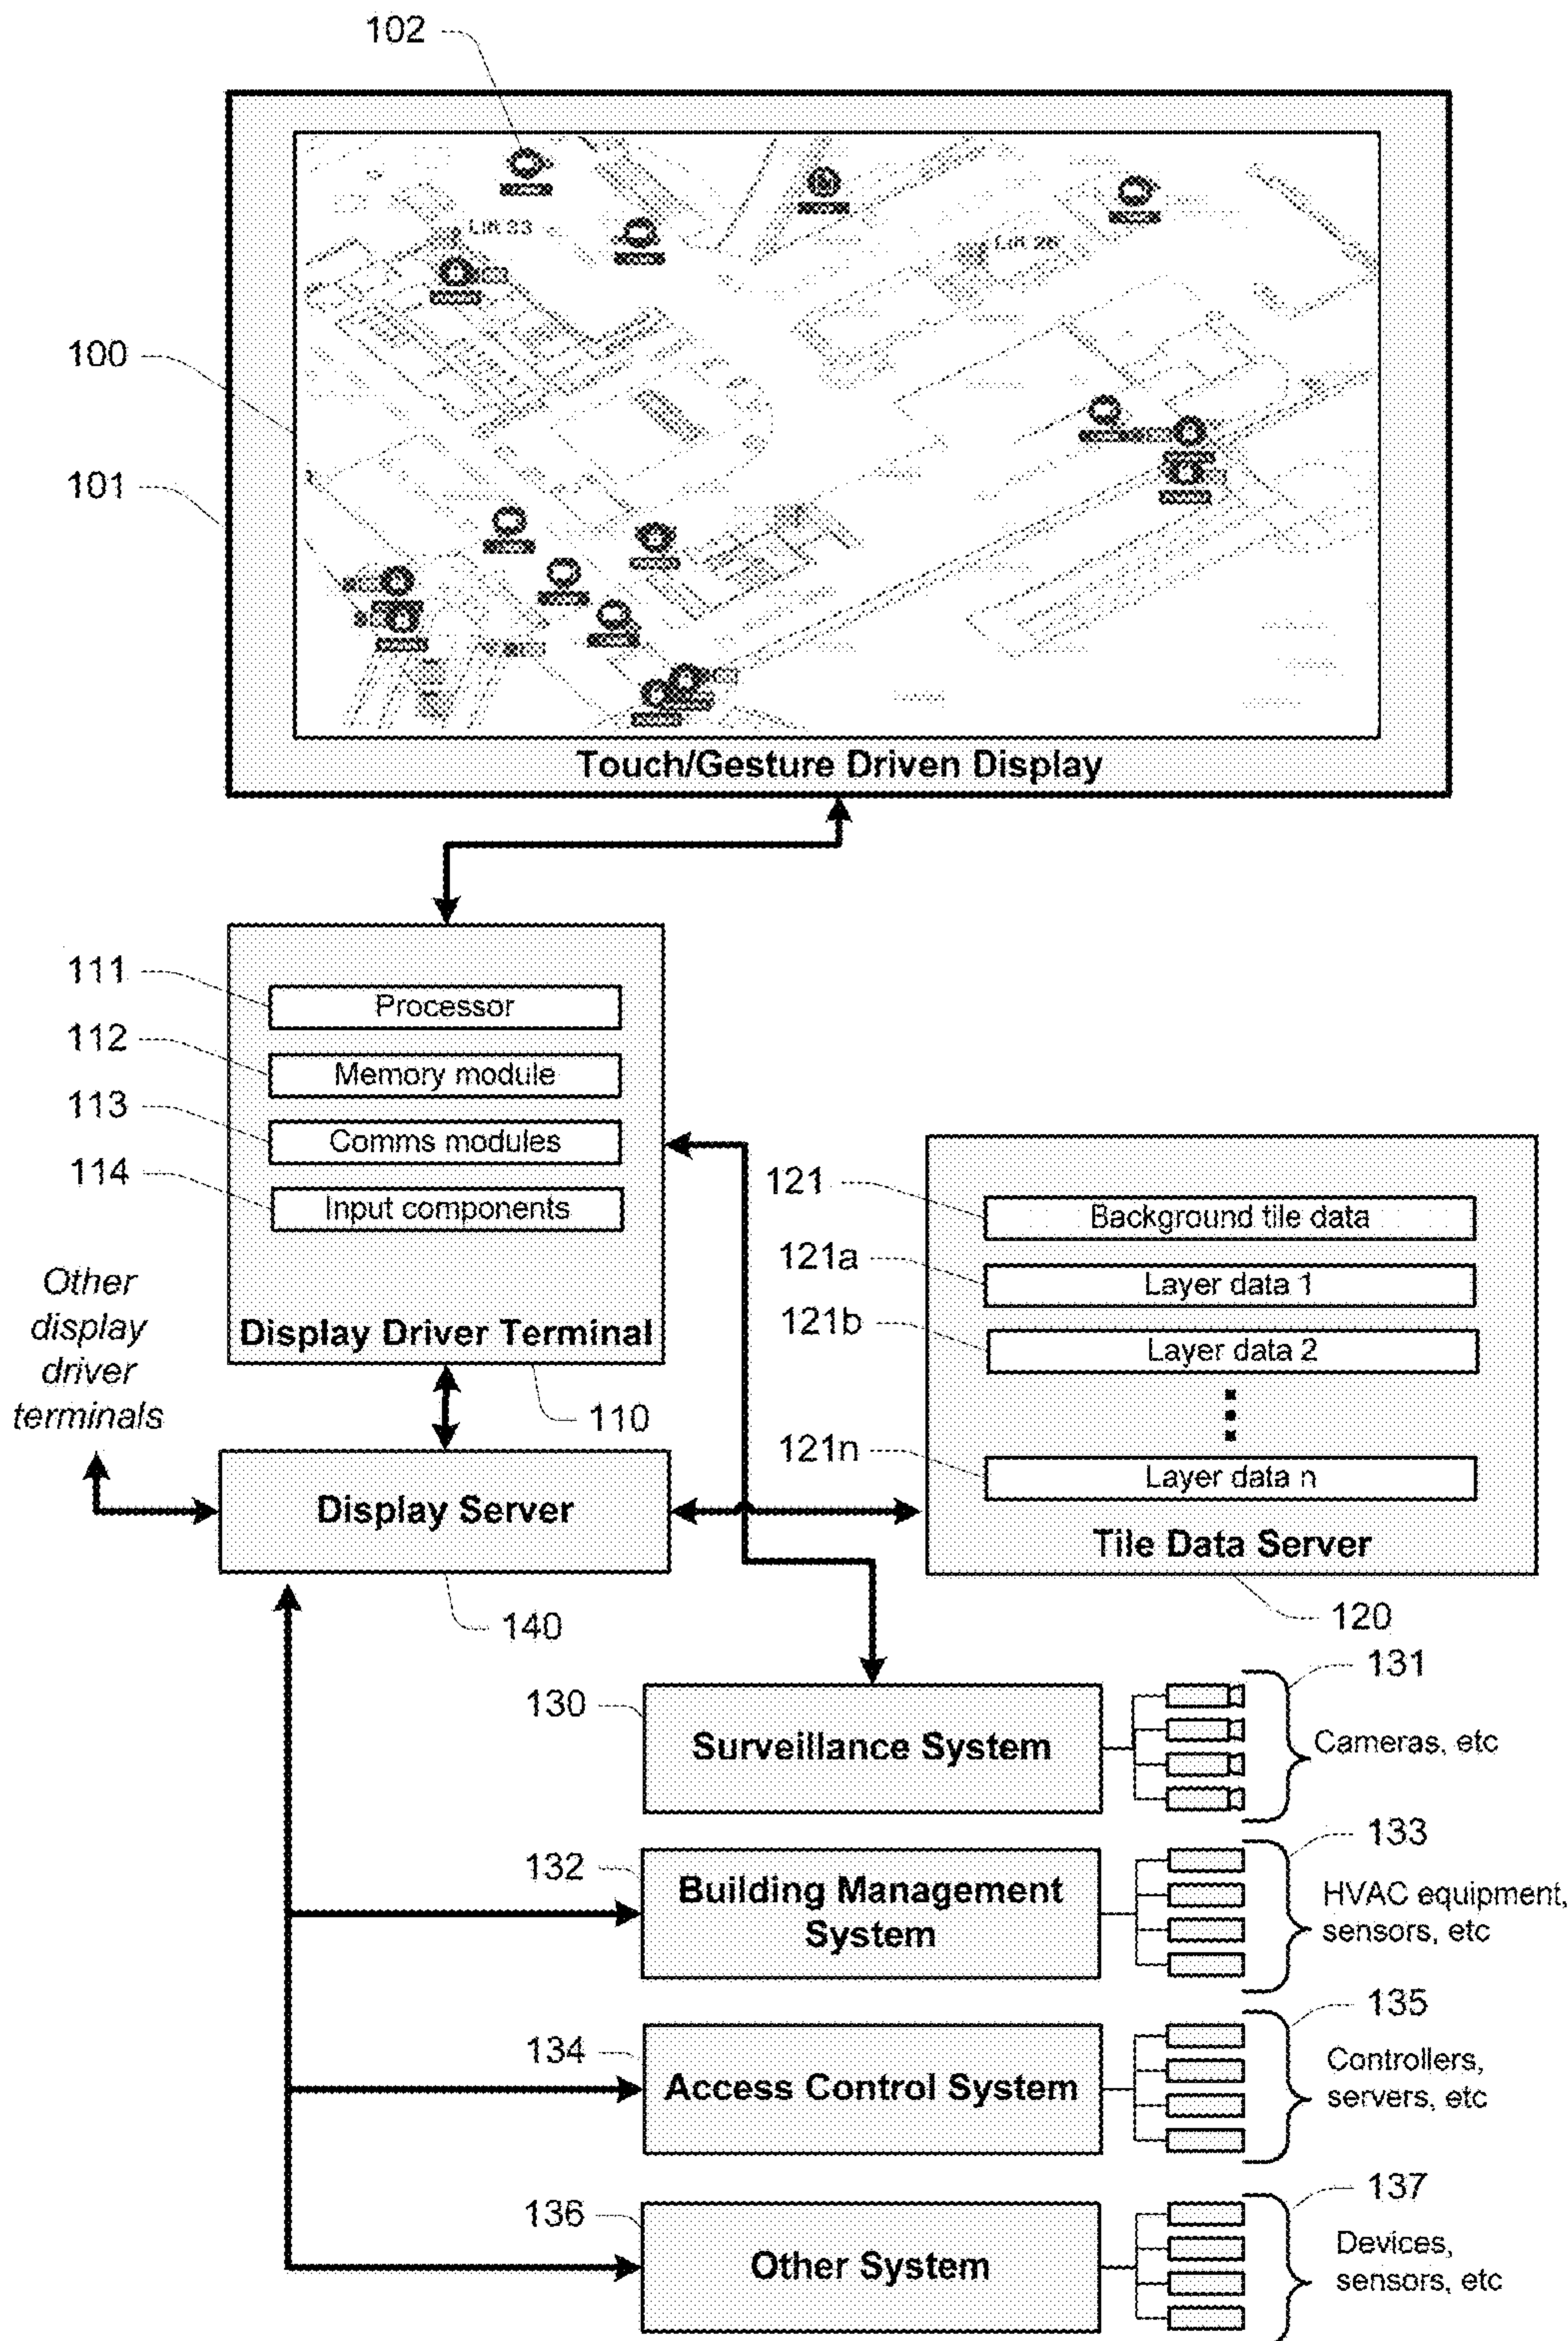 102
Lift 33
Lift 26
100
101
Touch/Gesture Driven Display
111
Processor
112
Memory module
113
Comms modules
114
Input components
Display Driver Terminal
110
121
Background tile data
121a
Layer data 1
121b
Layer data 2
121n
Layer data n
Tile Data Server
120
Other
display
driver
terminals
Display Server
140
130
Surveillance System
131
Cameras, etc
132
Building Management
System
133
HVAC equipment,
sensors, etc
134
Access Control System
135
Controllers,
servers, etc
136
Other System
137
Devices,
sensors, etc